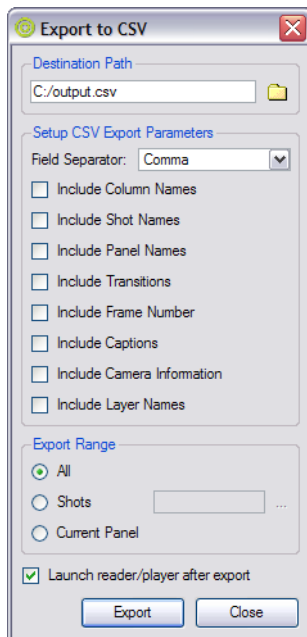 Export to CSV
Destination Path
C:/output.csv
Setup CSV Export Parameters
Field Separator: Comma
Include Column Names
Include Shot Names
Include Panel Names
Include Transitions
Include Frame Number
Include Captions
Include Camera Information
Include Layer Names
Export Range
All
Shots ...
Current Panel
Launch reader/player after export
Export Close